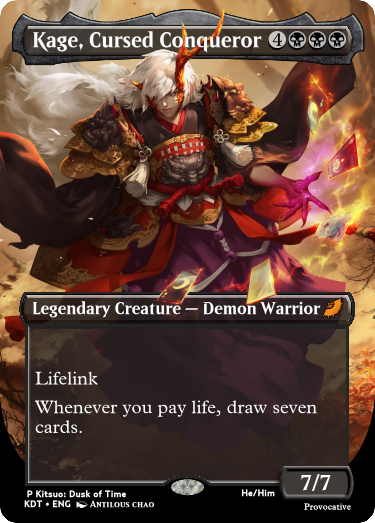 Kage, Cursed Conqueror 4
Legendary Creature — Demon Warrior
Lifelink
Whenever you pay life, draw seven
cards.
7/7
P Kitsuo: Dusk of Time
KDT • ENG Antilous chao
He/Him
Provocative